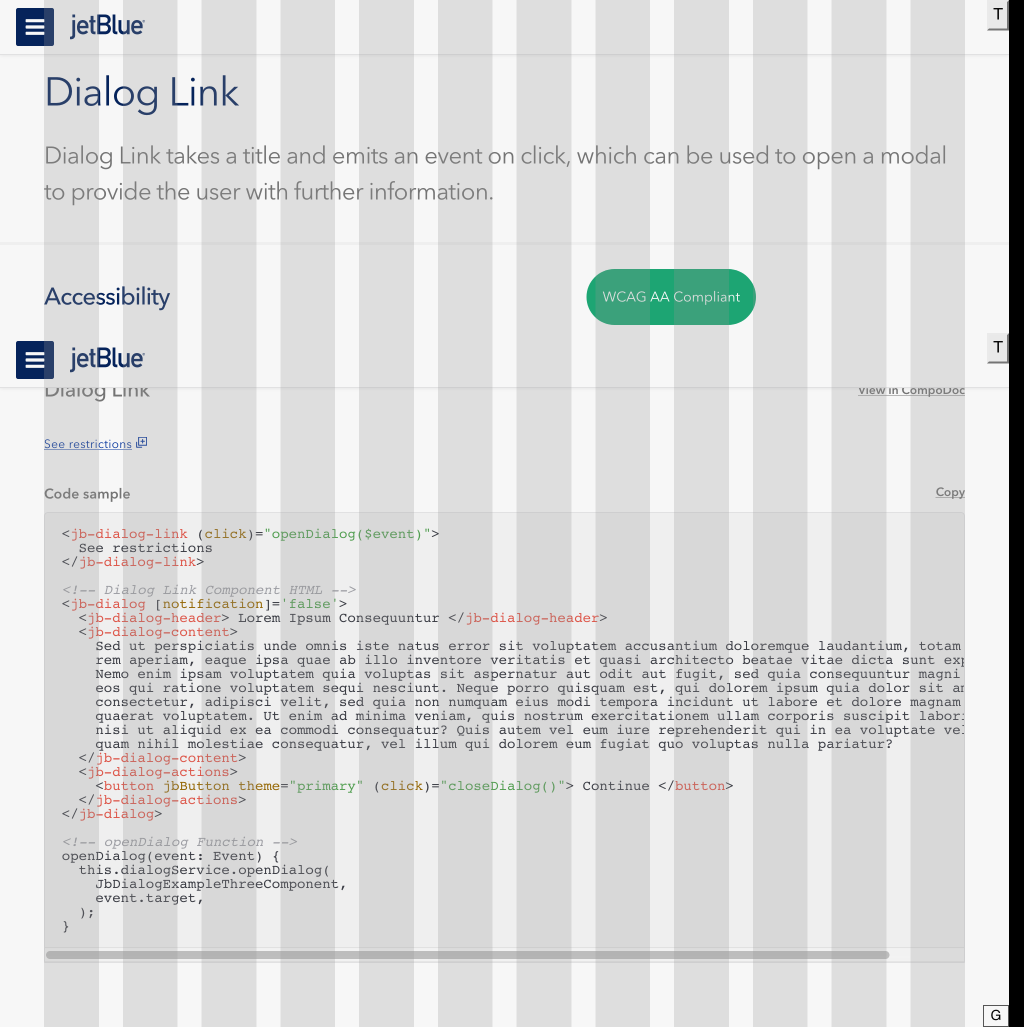 jetBlue
T
Dialog Link
Dialog Link takes a title and emits an event on click, which can be used to open a modal
to provide the user with further information.
Accessibility
WCAG AA Compliant
jetBlue
T
Dialog Link
View in CompoDoc
See restrictions
Code sample
Copy
<jb-dialog-link (click)="openDialog($event)">
  See restrictions
</jb-dialog-link>
<!-- Dialog Link Component HTML -->
<jb-dialog [notification]='false'>
  <jb-dialog-header> Lorem Ipsum Consequuntur </jb-dialog-header>
  <jb-dialog-content>
    Sed ut perspiciatis unde omnis iste natus error sit voluptatem accusantium doloremque laudantium, totam
    rem aperiam, eaque ipsa quae ab illo inventore veritatis et quasi architecto beatae vitae dicta sunt
    Nemo enim ipsam voluptatem quia voluptas sit aspernatur aut odit aut fugit, sed quia consequuntur magni
    eos qui ratione voluptatem sequi nesciunt. Neque porro quisquam est, qui dolorem ipsum quia dolor sit
    consectetur, adipisci velit, sed quia non numquam eius modi tempora incidunt ut labore et dolore magnam
    quaerat voluptatem. Ut enim ad minima veniam, quis nostrum exercitationem ullam corporis suscipit
    nisi ut aliquid ex ea commodi consequatur? Quis autem vel eum iure reprehenderit qui in ea voluptate
    quam nihil molestiae consequatur, vel illum qui dolorem eum fugiat quo voluptas nulla pariatur?
  </jb-dialog-content>
  <jb-dialog-actions>
    <button jbButton theme="primary" (click)="closeDialog()"> Continue </button>
  </jb-dialog-actions>
</jb-dialog>
<!-- openDialog Function -->
openDialog(event: Event) {
  this.dialogService.openDialog(
    JbDialogExampleThreeComponent,
    event.target,
  );
}
G